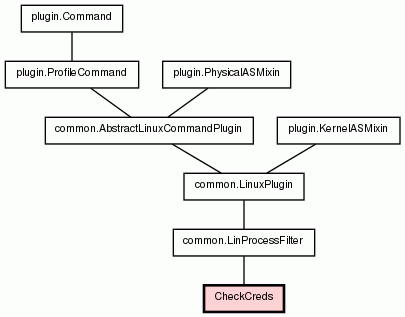 plugin.Command
plugin.ProfileCommand
plugin.PhysicalASMixin
common.AbstractLinuxCommandPlugin
plugin.KernelASMixin
common.LinuxPlugin
common.LinProcessFilter
CheckCreds